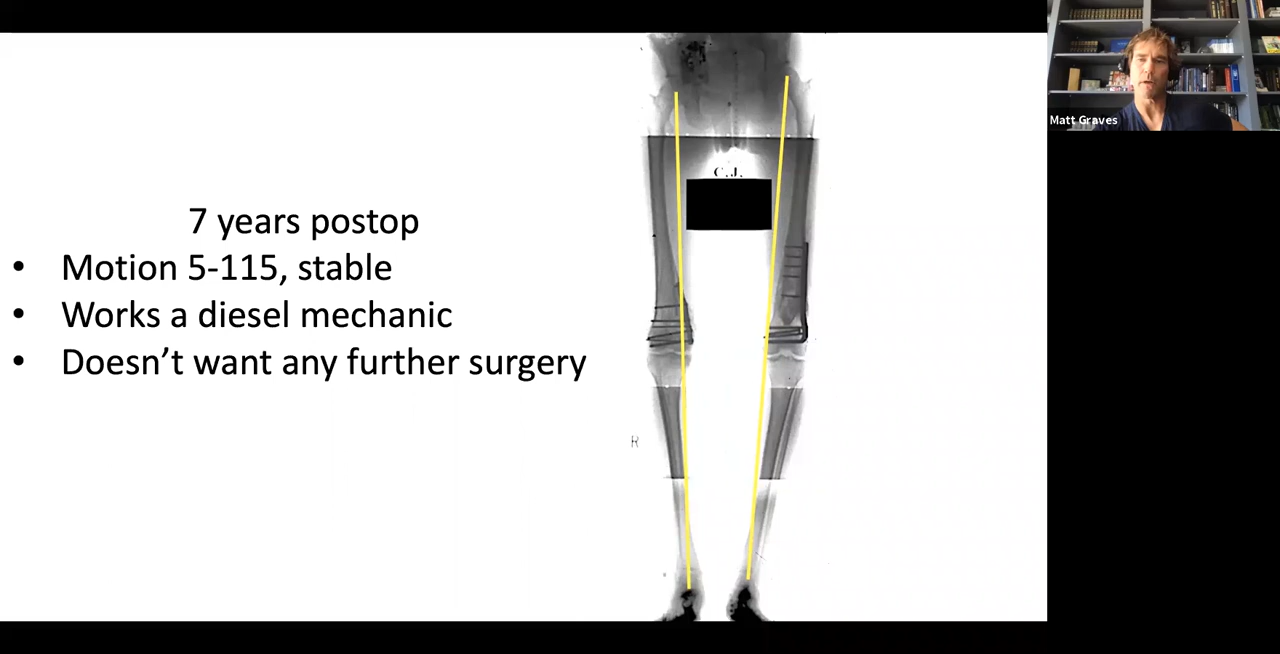 7 years postop
• Motion 5-115, stable
• Works a diesel mechanic
• Doesn’t want any further surgery
C.J.
R
Matt Graves